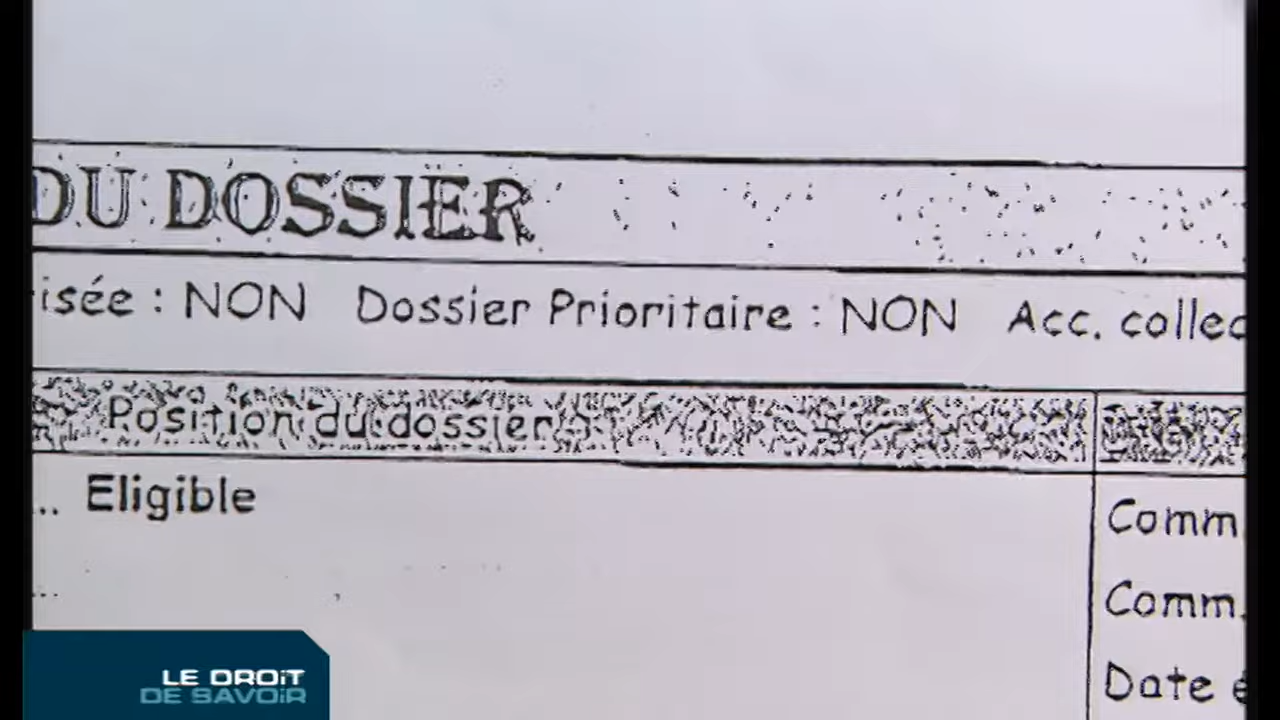 DU DOSSIER
isée : NON Dossier Prioritaire : NON Acc. collec
Position du dossier
... Eligible
Comm
...
Comm.
Date é
LE DROiT
DE SAVOiR